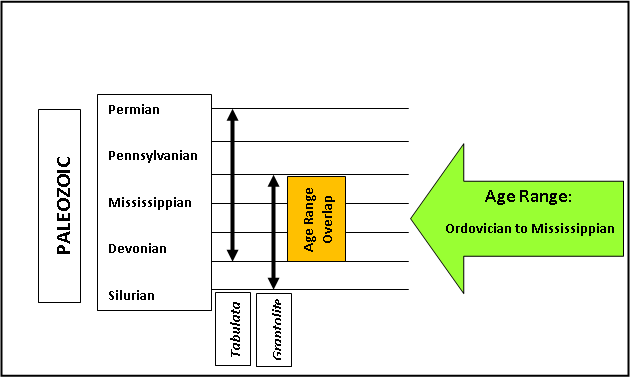 PALEOZOIC
Permian
Pennsylvanian
Mississippian
Devonian
Silurian
Tabulata
Graptolite
Age Range
Overlap
Age Range:
Ordovician to Mississippian